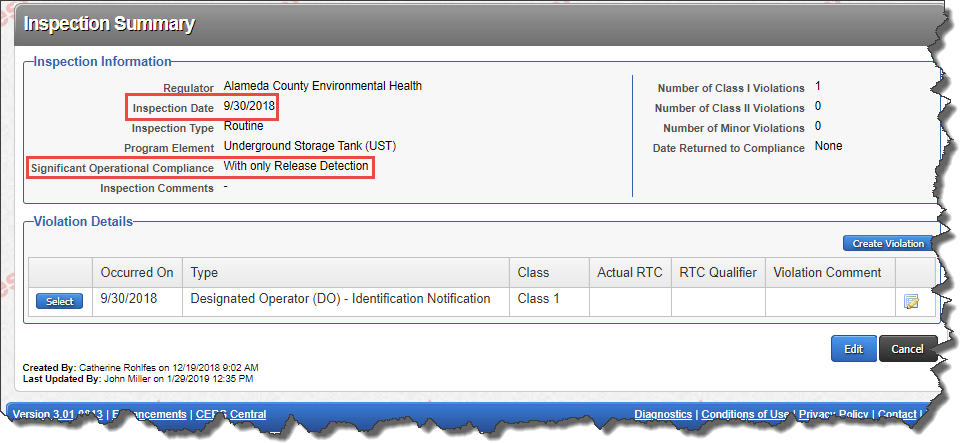 Inspection Summary
Inspection Information
Regulator Alameda County Environmental Health
Inspection Date 9/30/2018
Inspection Type Routine
Program Element Underground Storage Tank (UST)
Significant Operational Compliance With only Release Detection
Inspection Comments -
Number of Class I Violations 1
Number of Class II Violations 0
Number of Minor Violations 0
Date Returned to Compliance None
Violation Details
Create Violation
Occurred On Type Class Actual RTC RTC Qualifier Violation Comment
Select 9/30/2018 Designated Operator (DO) - Identification Notification Class 1
Edit Cancel
Created By: Catherine Rohlfes on 12/19/2018 9:02 AM
Last Updated By: John Miller on 1/29/2019 12:35 PM
Version 3.01.0813 | Enhancements | CERS Central
Diagnostics | Conditions of Use | Privacy Policy | Contact |